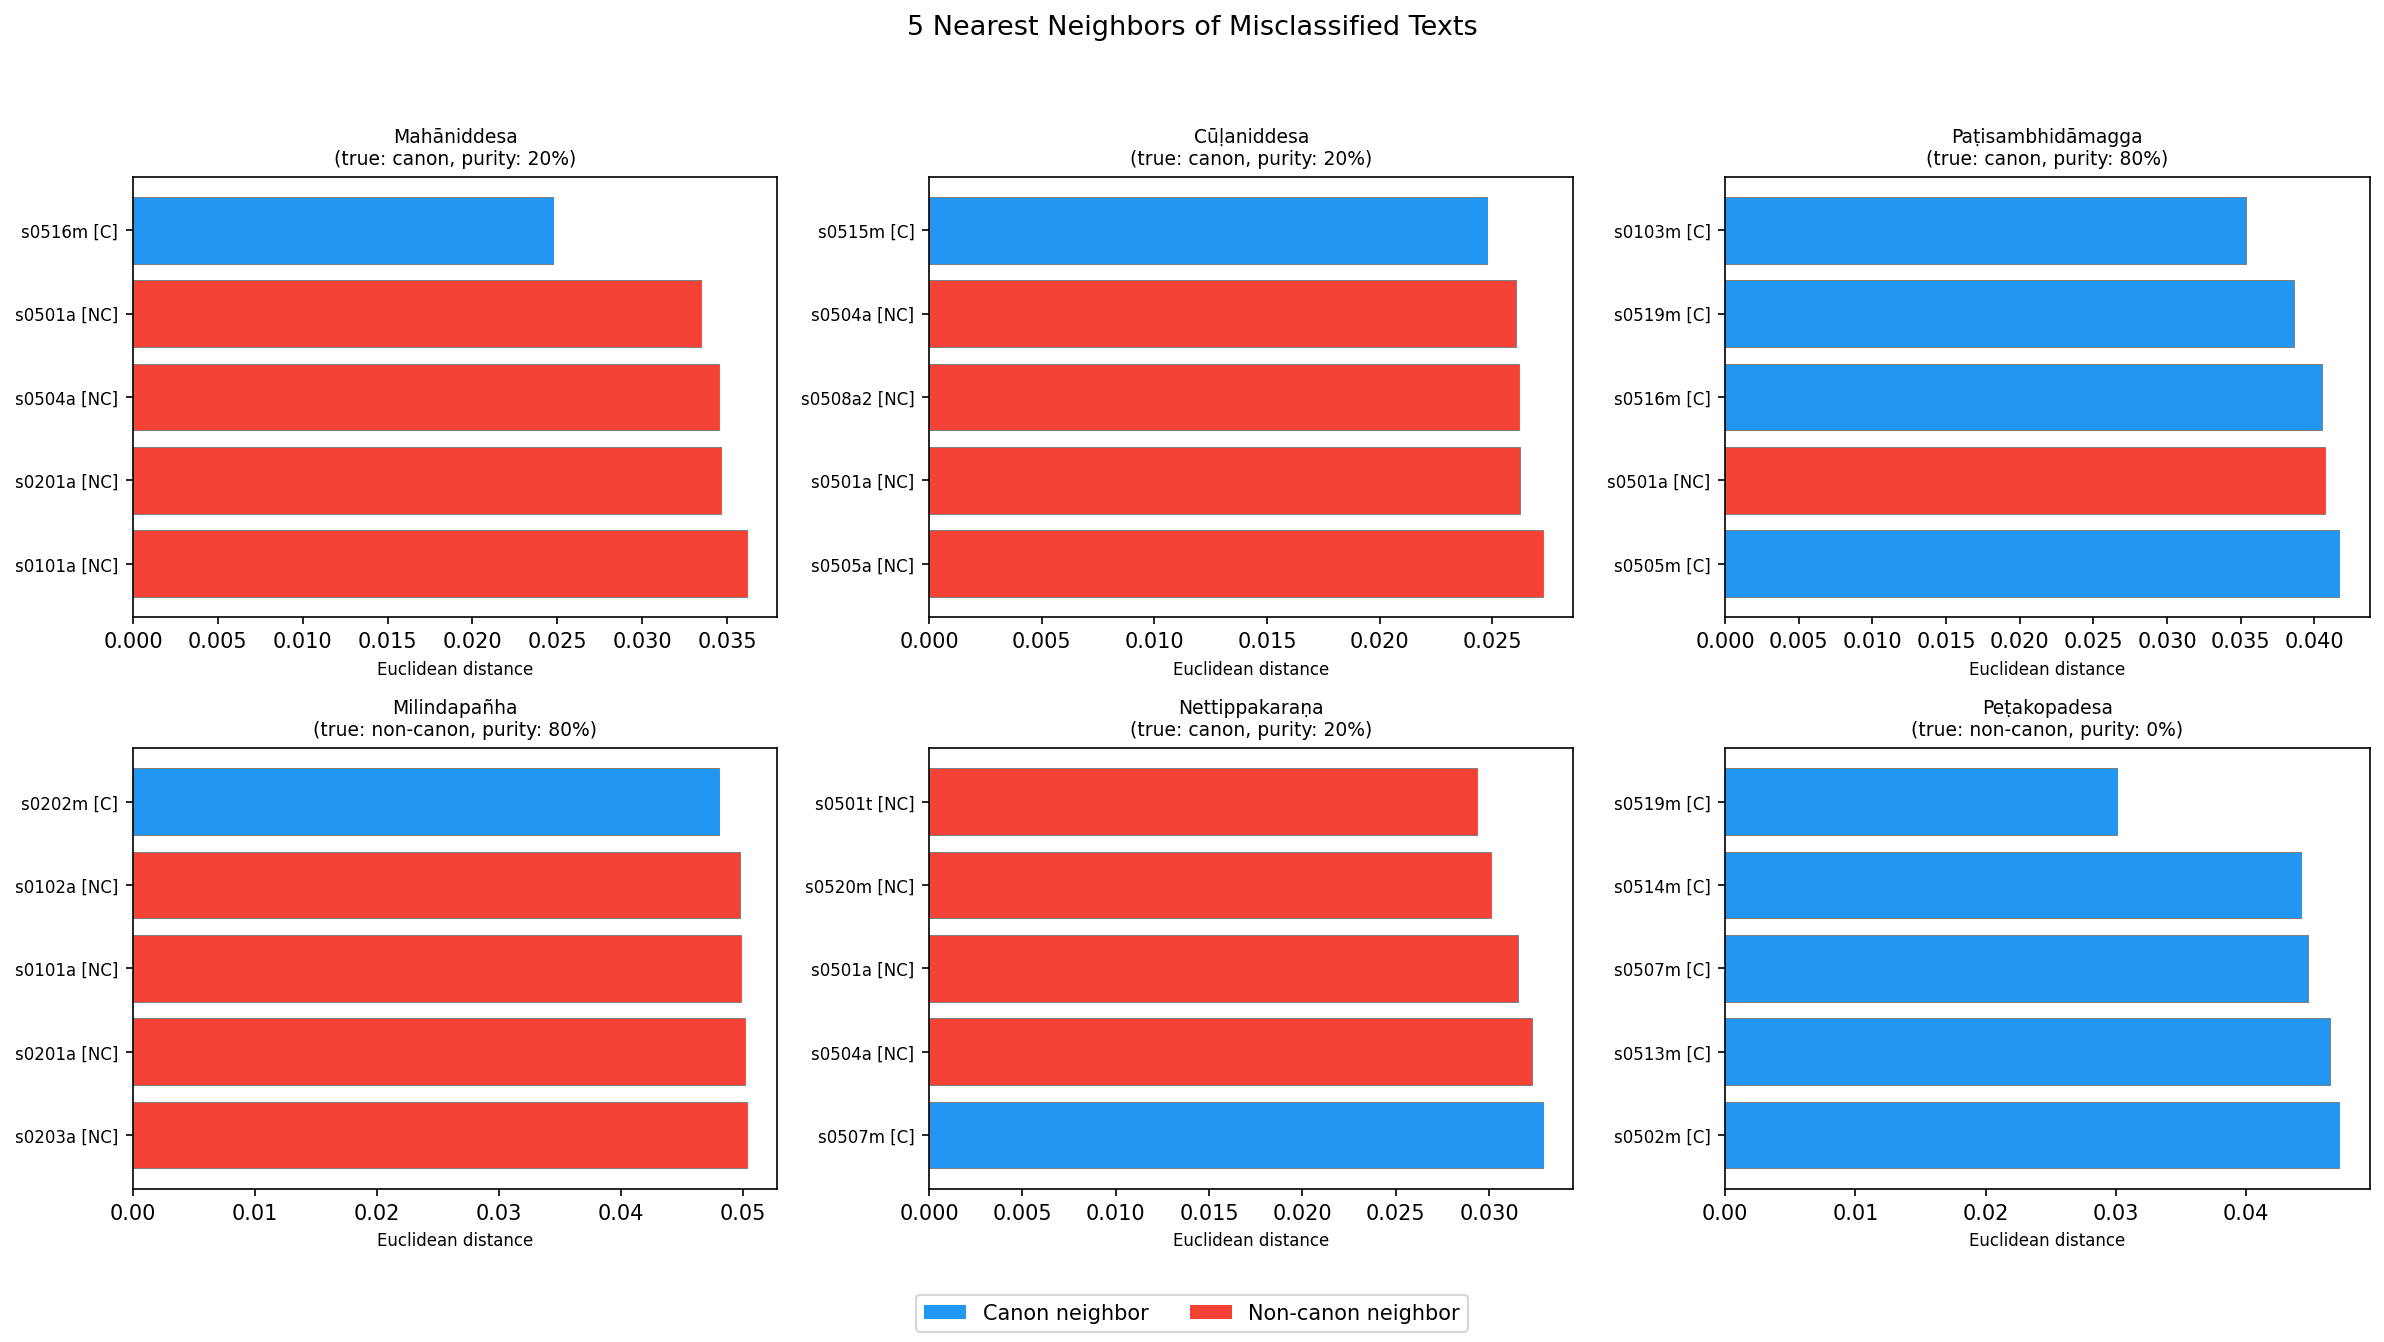 5 Nearest Neighbors of Misclassified Texts
Mahāniddesa
(true: canon, purity: 20%)
s0516m [C]
s0501a [NC]
s0504a [NC]
s0201a [NC]
s0101a [NC]
0.000 0.005 0.010 0.015 0.020 0.025 0.030 0.035
Euclidean distance
Cūḷaniddesa
(true: canon, purity: 20%)
s0515m [C]
s0504a [NC]
s0508a2 [NC]
s0501a [NC]
s0505a [NC]
0.000 0.005 0.010 0.015 0.020 0.025
Euclidean distance
Paṭisambhidāmagga
(true: canon, purity: 80%)
s0103m [C]
s0519m [C]
s0516m [C]
s0501a [NC]
s0505m [C]
0.000 0.005 0.010 0.015 0.020 0.025 0.030 0.035 0.040
Euclidean distance
Milindapañha
(true: non-canon, purity: 80%)
s0202m [C]
s0102a [NC]
s0101a [NC]
s0201a [NC]
s0203a [NC]
0.00 0.01 0.02 0.03 0.04 0.05
Euclidean distance
Nettippakaraṇa
(true: canon, purity: 20%)
s0501t [NC]
s0520m [NC]
s0501a [NC]
s0504a [NC]
s0507m [C]
0.000 0.005 0.010 0.015 0.020 0.025 0.030
Euclidean distance
Peṭakopadesa
(true: non-canon, purity: 0%)
s0519m [C]
s0514m [C]
s0507m [C]
s0513m [C]
s0502m [C]
0.00 0.01 0.02 0.03 0.04
Euclidean distance
Canon neighbor Non-canon neighbor